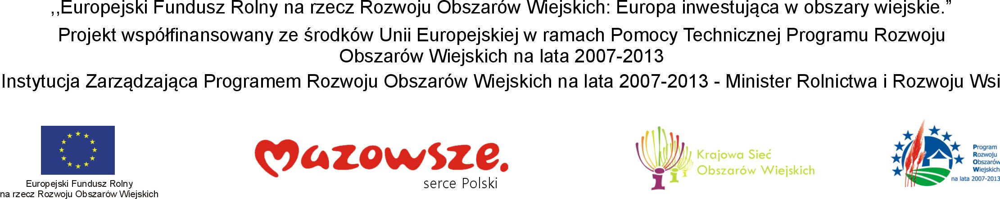 ,,Europejski Fundusz Rolny na rzecz Rozwoju Obszarów Wiejskich: Europa inwestująca w obszary wiejskie.”
Projekt współfinansowany ze środków Unii Europejskiej w ramach Pomocy Technicznej Programu Rozwoju
Obszarów Wiejskich na lata 2007-2013
Instytucja Zarządzająca Programem Rozwoju Obszarów Wiejskich na lata 2007-2013 - Minister Rolnictwa i Rozwoju Wsi
Europejski Fundusz Rolny
na rzecz Rozwoju Obszarów Wiejskich
mazowsze.
serce Polski
Krajowa Sieć
Obszarów Wiejskich
Program
Rozwoju
Obszarów
Wiejskich
na lata 2007-2013